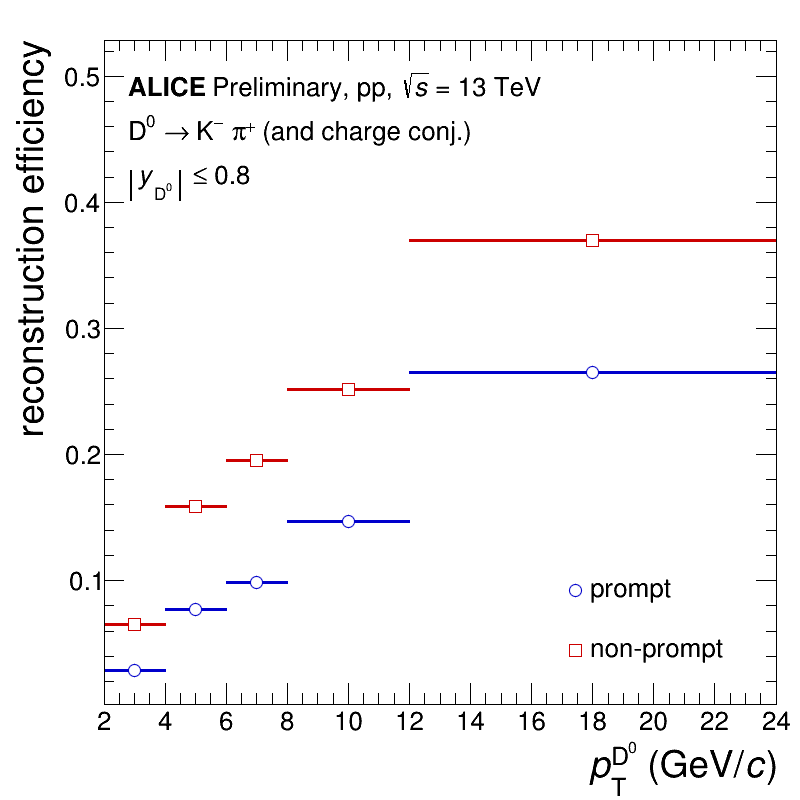 reconstruction efficiency
0.5
0.4
0.3
0.2
0.1
ALICE Preliminary, pp, √s = 13 TeV
D⁰ → K⁻ π⁺ (and charge conj.)
|y_D⁰| ≤ 0.8
prompt
non-prompt
2 4 6 8 10 12 14 16 18 20 22 24
p_T^D⁰ (GeV/c)